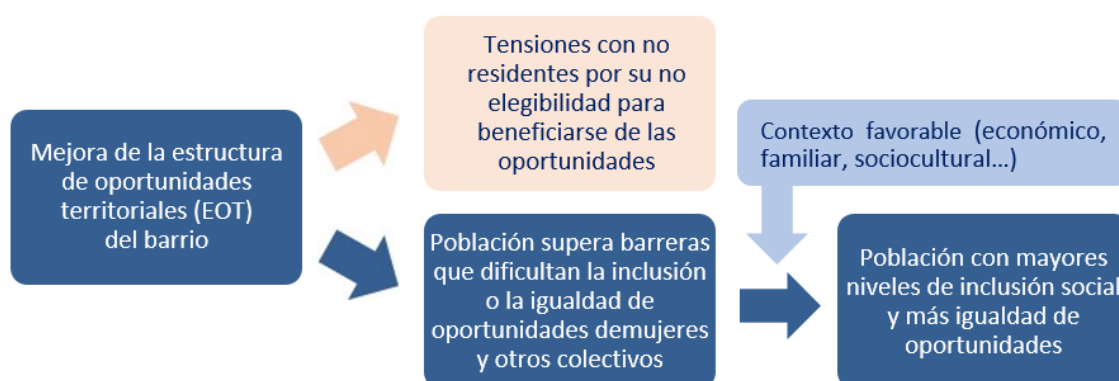 Mejora de la estructura
de oportunidades
territoriales (EOT)
del barrio
Tensiones con no
residentes por su no
elegibilidad para
beneficiarse de las
oportunidades
Población supera barreras
que dificultan la inclusión
o la igualdad de
oportunidades demujeres
y otros colectivos
Contexto favorable (económico,
familiar, sociocultural...)
Población con mayores
niveles de inclusión social
y más igualdad de
oportunidades